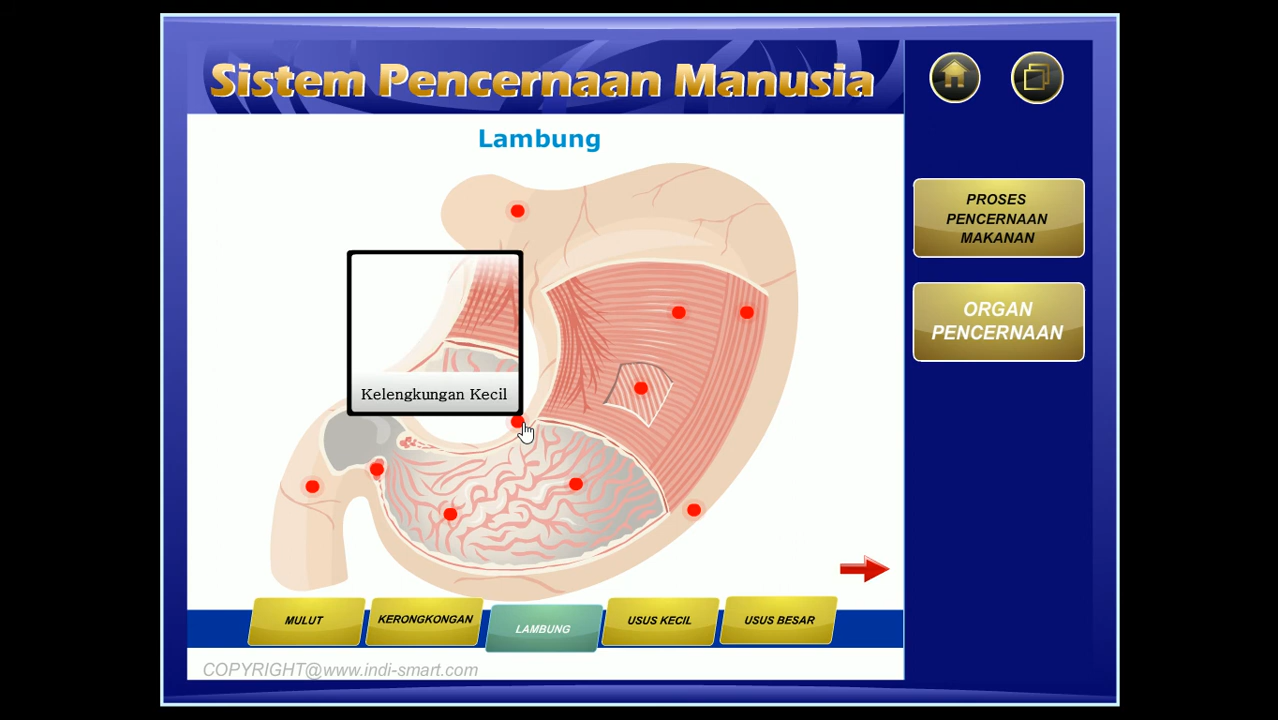 Sistem Pencernaan Manusia
Lambung
PROSES
PENCERNAAN
MAKANAN
ORGAN
PENCERNAAN
Kelengkungan Kecil
MULUT
KERONGKONGAN
LAMBUNG
USUS KECIL
USUS BESAR
COPYRIGHT@www.indi-smart.com